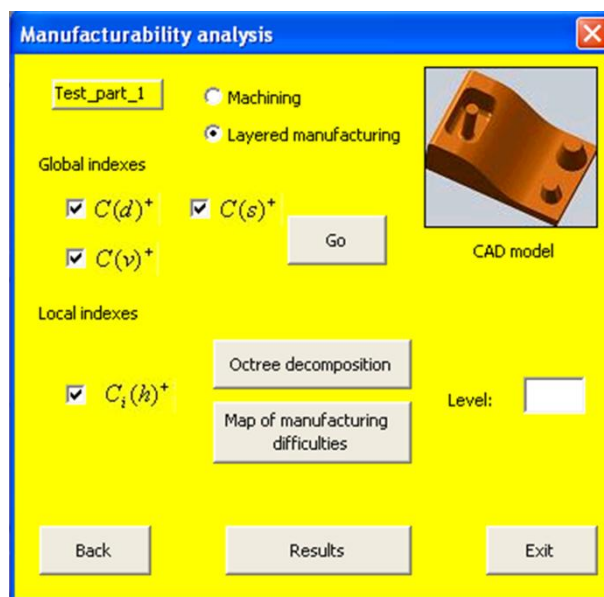 Manufacturability analysis
Test_part_1
Machining
Layered manufacturing
Global indexes
C(d)⁺ C(s)⁺
C(v)⁺
Go
CAD model
Local indexes
Octree decomposition
C_i(h)⁺
Level:
Map of manufacturing
difficulties
Back Results Exit